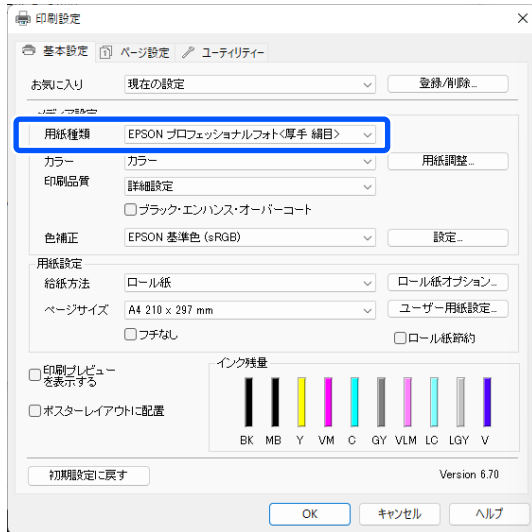 印刷設定
基本設定 ページ設定 ユーティリティー
お気に入り 現在の設定 登録/削除...
メディア設定
用紙種類 EPSON プロフェッショナルフォト<厚手 絹目>
カラー カラー 用紙調整...
印刷品質 詳細設定
ブラック・エンハンス・オーバーコート
色補正 EPSON 基準色 (sRGB) 設定...
用紙設定
給紙方法 ロール紙 ロール紙オプション...
ページサイズ A4 210 x 297 mm ユーザー用紙設定...
フチなし ロール紙節約
印刷プレビュー
を表示する
ポスターレイアウトに配置
インク残量
BK MB Y VM C GY VLM LC LGY V
初期設定に戻す Version 6.70
OK キャンセル ヘルプ